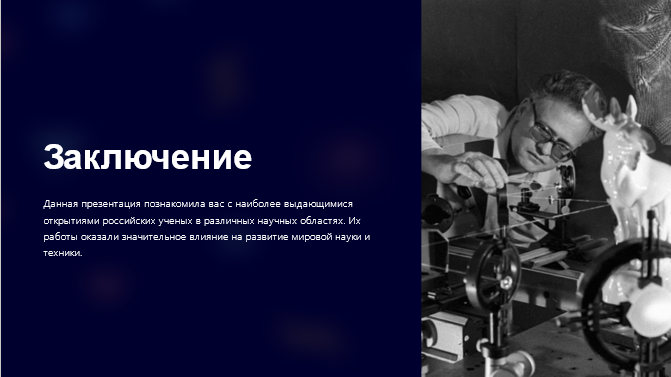 Заключение
Данная презентация познакомила вас с наиболее выдающимися
открытиями российских ученых в различных научных областях. Их
работы оказали значительное влияние на развитие мировой науки и
техники.